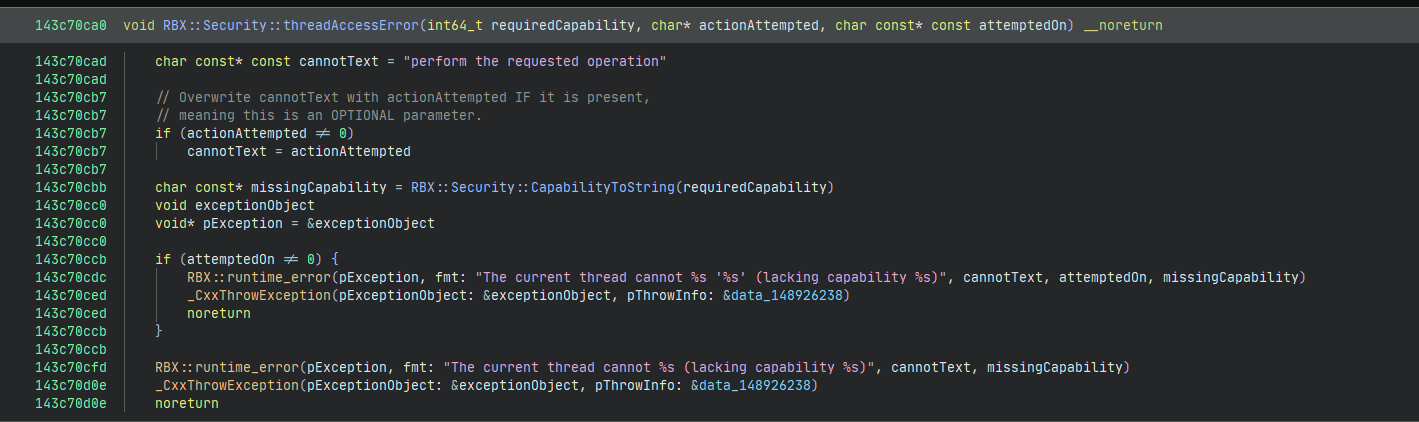 143c70ca0 void RBX::Security::threadAccessError(int64_t requiredCapability, char* actionAttempted, char const* const attemptedOn) __noreturn
143c70cad char const* const cannotText = "perform the requested operation"
143c70cad
143c70cb7 // Overwrite cannotText with actionAttempted IF it is present,
143c70cb7 // meaning this is an OPTIONAL parameter.
143c70cb7 if (actionAttempted != 0)
143c70cb7 cannotText = actionAttempted
143c70cb7
143c70cbb char const* missingCapability = RBX::Security::CapabilityToString(requiredCapability)
143c70cc0 void exceptionObject
143c70cc0 void* pException = &exceptionObject
143c70cc0
143c70ccb if (attemptedOn != 0) {
143c70cdc RBX::runtime_error(pException, fmt: "The current thread cannot %s '%s' (lacking capability %s)", cannotText, attemptedOn, missingCapability)
143c70ced _CxxThrowException(pExceptionObject: &exceptionObject, pThrowInfo: &data_148926238)
143c70ced noreturn
143c70ccb }
143c70ccb
143c70cfd RBX::runtime_error(pException, fmt: "The current thread cannot %s (lacking capability %s)", cannotText, missingCapability)
143c70d0e _CxxThrowException(pExceptionObject: &exceptionObject, pThrowInfo: &data_148926238)
143c70d0e noreturn